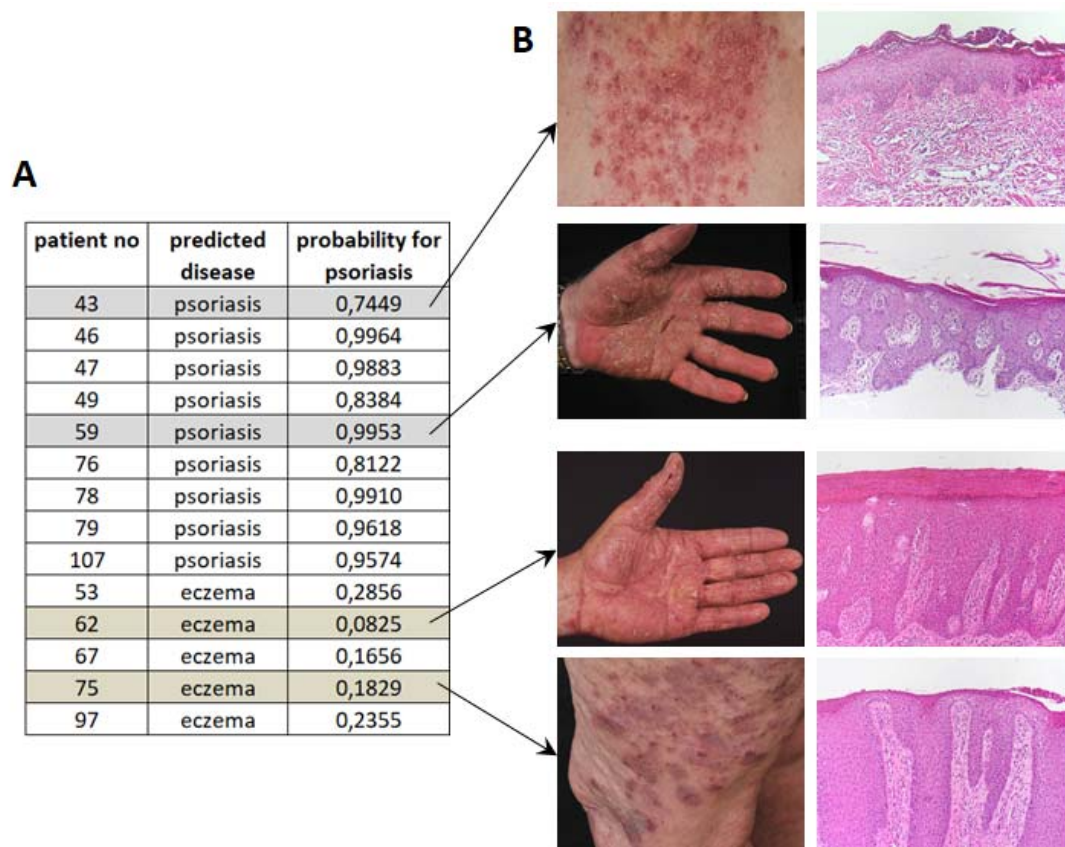 B
A
patient no predicted disease probability for psoriasis
43 psoriasis 0,7449
46 psoriasis 0,9964
47 psoriasis 0,9883
49 psoriasis 0,8384
59 psoriasis 0,9953
76 psoriasis 0,8122
78 psoriasis 0,9910
79 psoriasis 0,9618
107 psoriasis 0,9574
53 eczema 0,2856
62 eczema 0,0825
67 eczema 0,1656
75 eczema 0,1829
97 eczema 0,2355